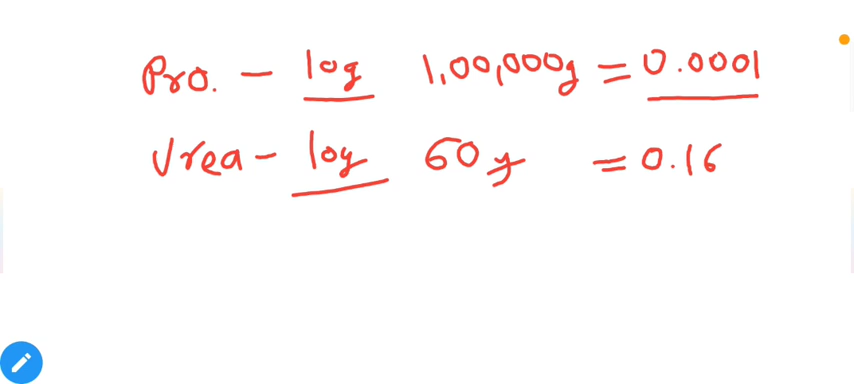 Pro. - log 1,00,000g = 0.0001
Urea - log 60g = 0.16